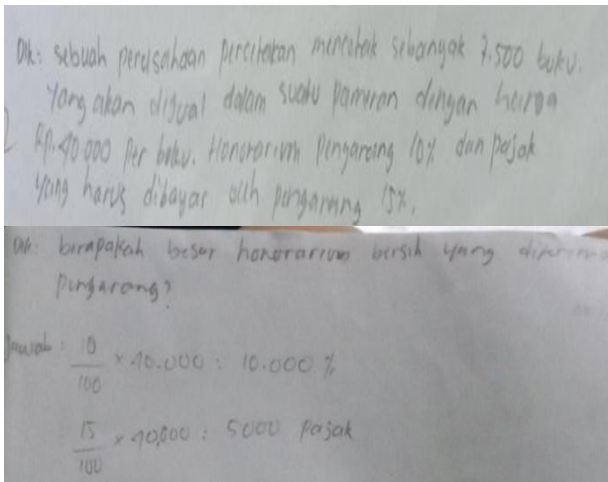 Dik: sebuah perusahaan percetakan mencetak sebanyak 7.500 buku.
yang akan dijual dalam suatu pameran dengan harga
Rp. 40.000 per buku. Honorarium pengarang 10% dan pajak
yang harus dibayar oleh pengarang 15%.
Dit: berapakah besar honorarium bersih yang diterima
pengarang?
Jawab: 10/100 × 40.000 : 10.000 %
15/100 × 40,000 : 5000 pajak